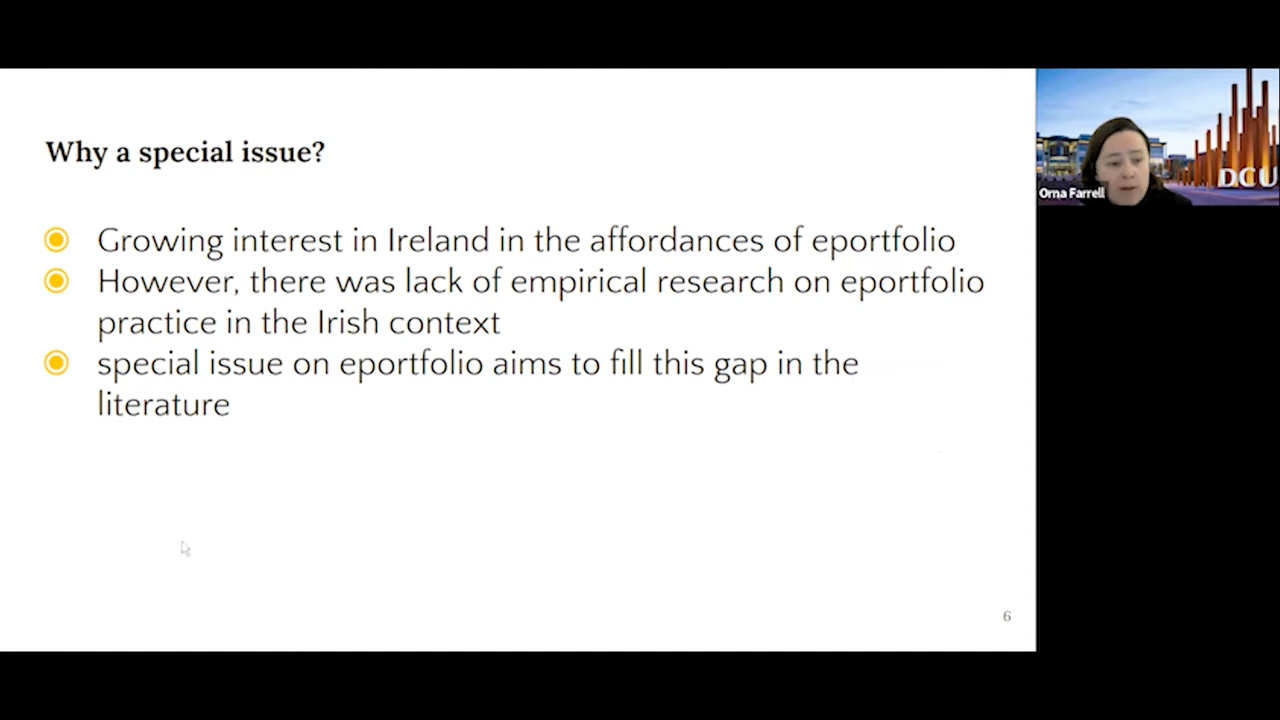 Why a special issue?
Growing interest in Ireland in the affordances of eportfolio
However, there was lack of empirical research on eportfolio
practice in the Irish context
special issue on eportfolio aims to fill this gap in the
literature
6
Orna Farrell
DCU